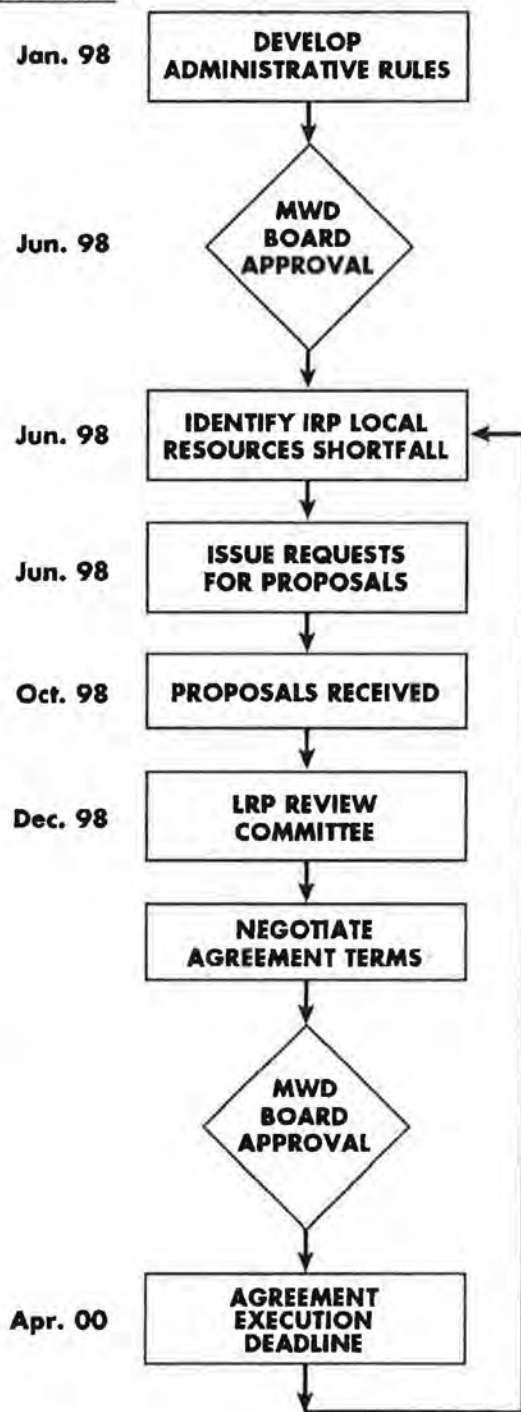 Jan. 98
DEVELOP
ADMINISTRATIVE RULES
Jun. 98
MWD
BOARD
APPROVAL
Jun. 98
IDENTIFY IRP LOCAL
RESOURCES SHORTFALL
Jun. 98
ISSUE REQUESTS
FOR PROPOSALS
Oct. 98
PROPOSALS RECEIVED
Dec. 98
LRP REVIEW
COMMITTEE
NEGOTIATE
AGREEMENT TERMS
MWD
BOARD
APPROVAL
Apr. 00
AGREEMENT
EXECUTION
DEADLINE